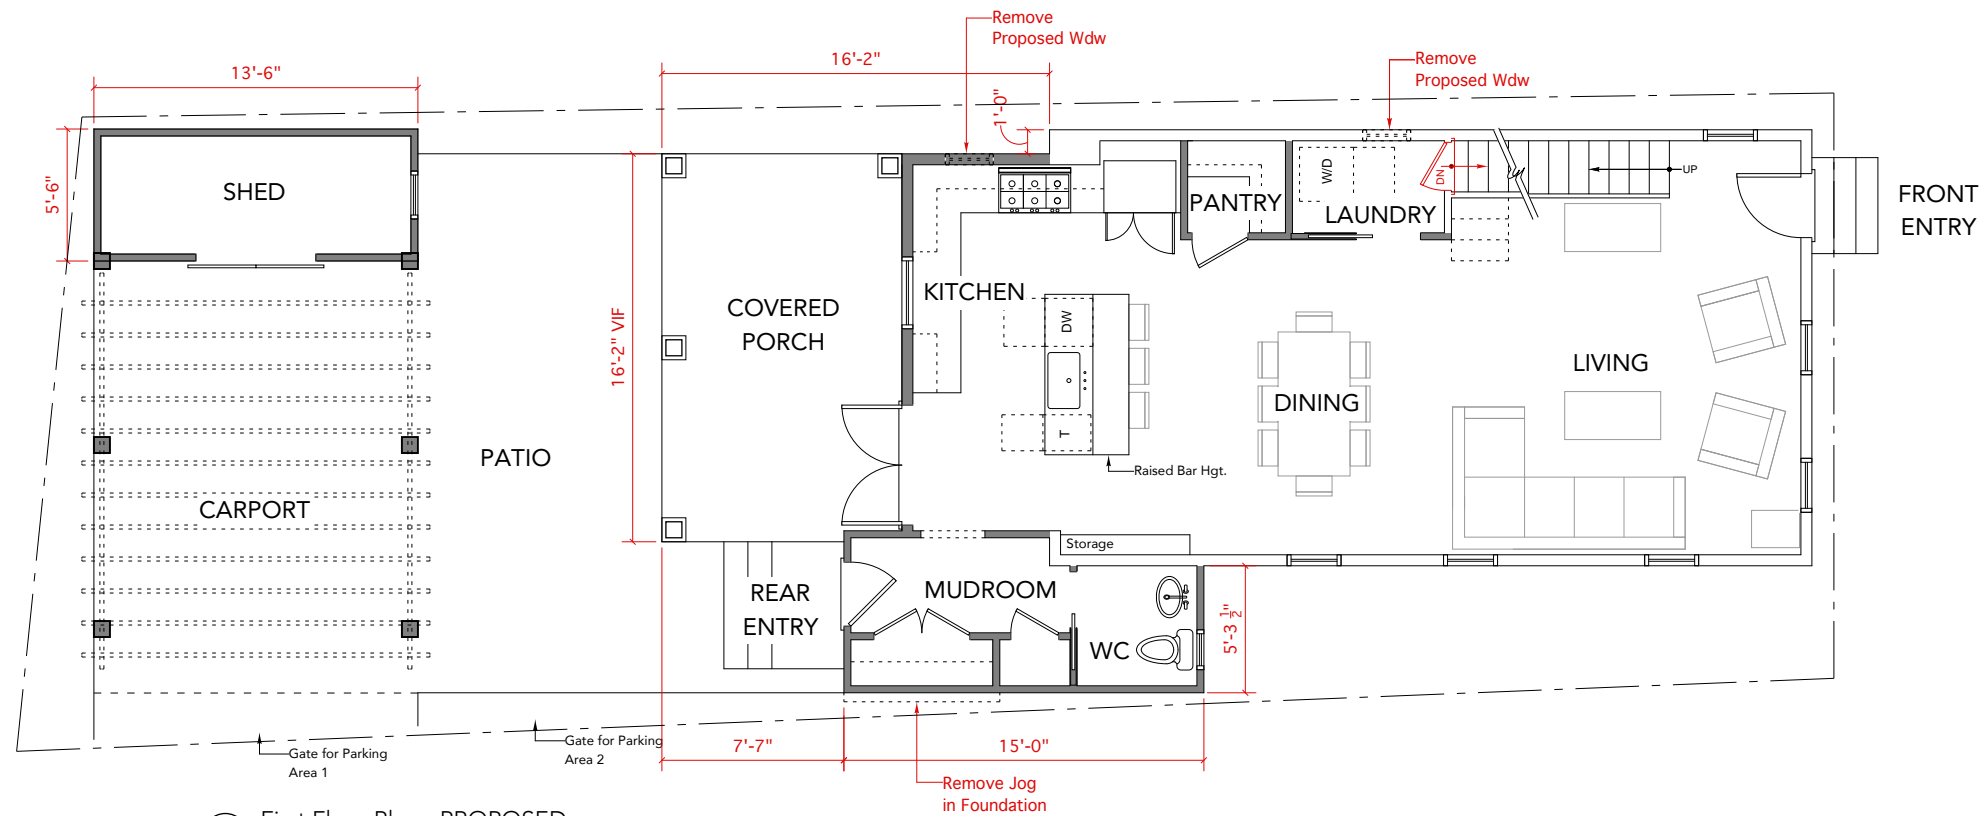 Remove
Proposed Wdw
16'-2"
Remove
Proposed Wdw
13'-6"
1'-0"
5'-6"
SHED
W/D
DN
UP
PANTRY
LAUNDRY
FRONT
ENTRY
KITCHEN
COVERED
PORCH
16'-2" VIF
DW
LIVING
DINING
T
PATIO
Raised Bar Hgt.
CARPORT
Storage
REAR
ENTRY
MUDROOM
WC
5'-3 1/2"
Gate for Parking
Area 1
Gate for Parking
Area 2
7'-7"
15'-0"
Remove Jog
in Foundation